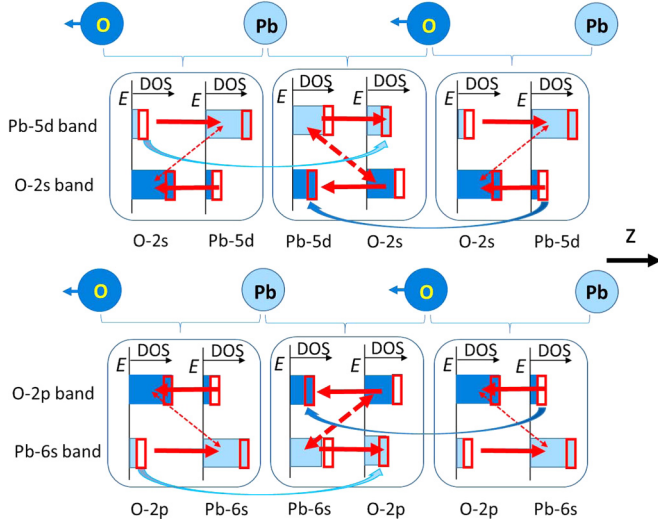 O Pb O Pb
DOS DOS DOS DOS DOS DOS
E E E E E E
Pb-5d band
O-2s band
O-2s Pb-5d Pb-5d O-2s O-2s Pb-5d
Z
O Pb O Pb
DOS DOS DOS DOS DOS DOS
E E E E E E
O-2p band
Pb-6s band
O-2p Pb-6s Pb-6s O-2p O-2p Pb-6s